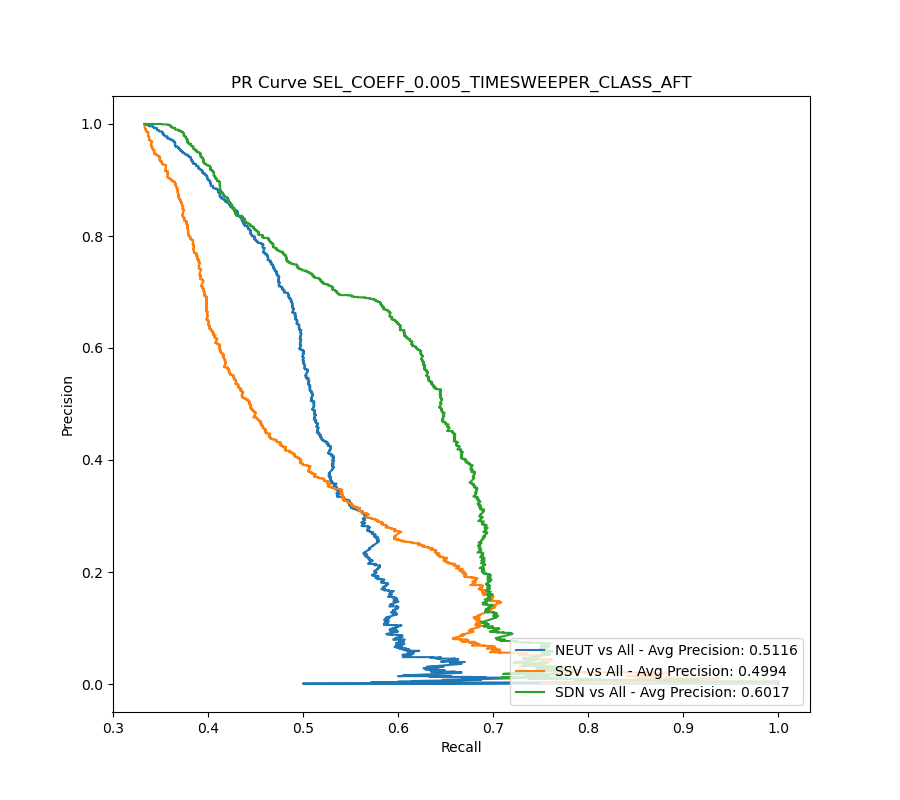 PR Curve SEL_COEFF_0.005_TIMESWEEPER_CLASS_AFT
Precision
1.0
0.8
0.6
0.4
0.2
0.0
NEUT vs All - Avg Precision: 0.5116
SSV vs All - Avg Precision: 0.4994
SDN vs All - Avg Precision: 0.6017
0.3 0.4 0.5 0.6 0.7 0.8 0.9 1.0
Recall